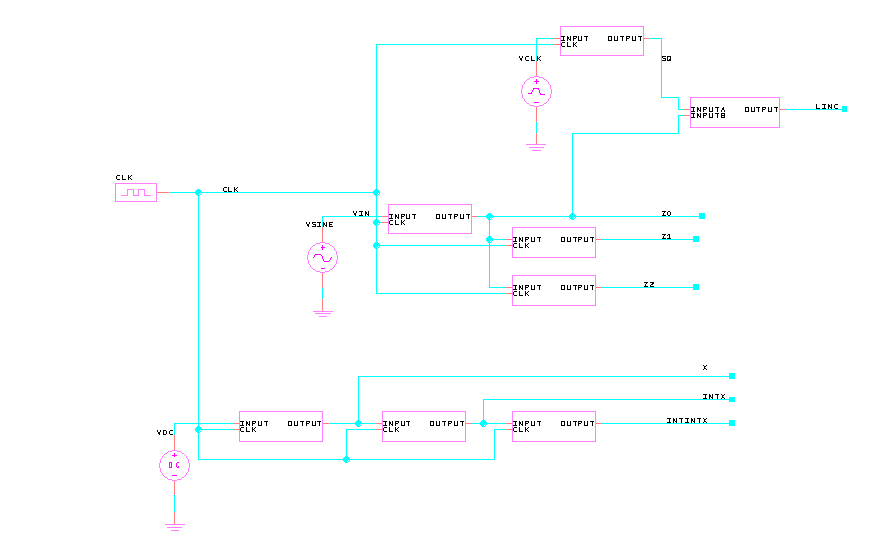 INPUT OUTPUT
CLK
VCLK
SQ
INPUTA OUTPUT
INPUTB
LINC
CLK
CLK
VIN
INPUT OUTPUT
CLK
Z0
VSINE
INPUT OUTPUT
CLK
Z1
INPUT OUTPUT
CLK
Z2
X
INTX
VDC
INPUT OUTPUT
CLK
INPUT OUTPUT
CLK
INPUT OUTPUT
CLK
INTINTX
DC